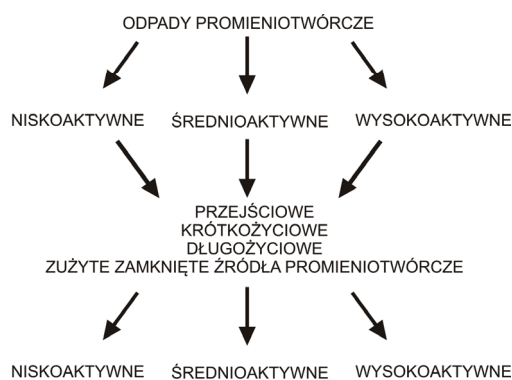 ODPADY PROMIENIOTWÓRCZE
NISKOAKTYWNE ŚREDNIOAKTYWNE WYSOKOAKTYWNE
PRZEJŚCIOWE
KRÓTKOŻYCIOWE
DŁUGOŻYCIOWE
ZUŻYTE ZAMKNIĘTE ŹRÓDŁA PROMIENIOTWÓRCZE
NISKOAKTYWNE ŚREDNIOAKTYWNE WYSOKOAKTYWNE